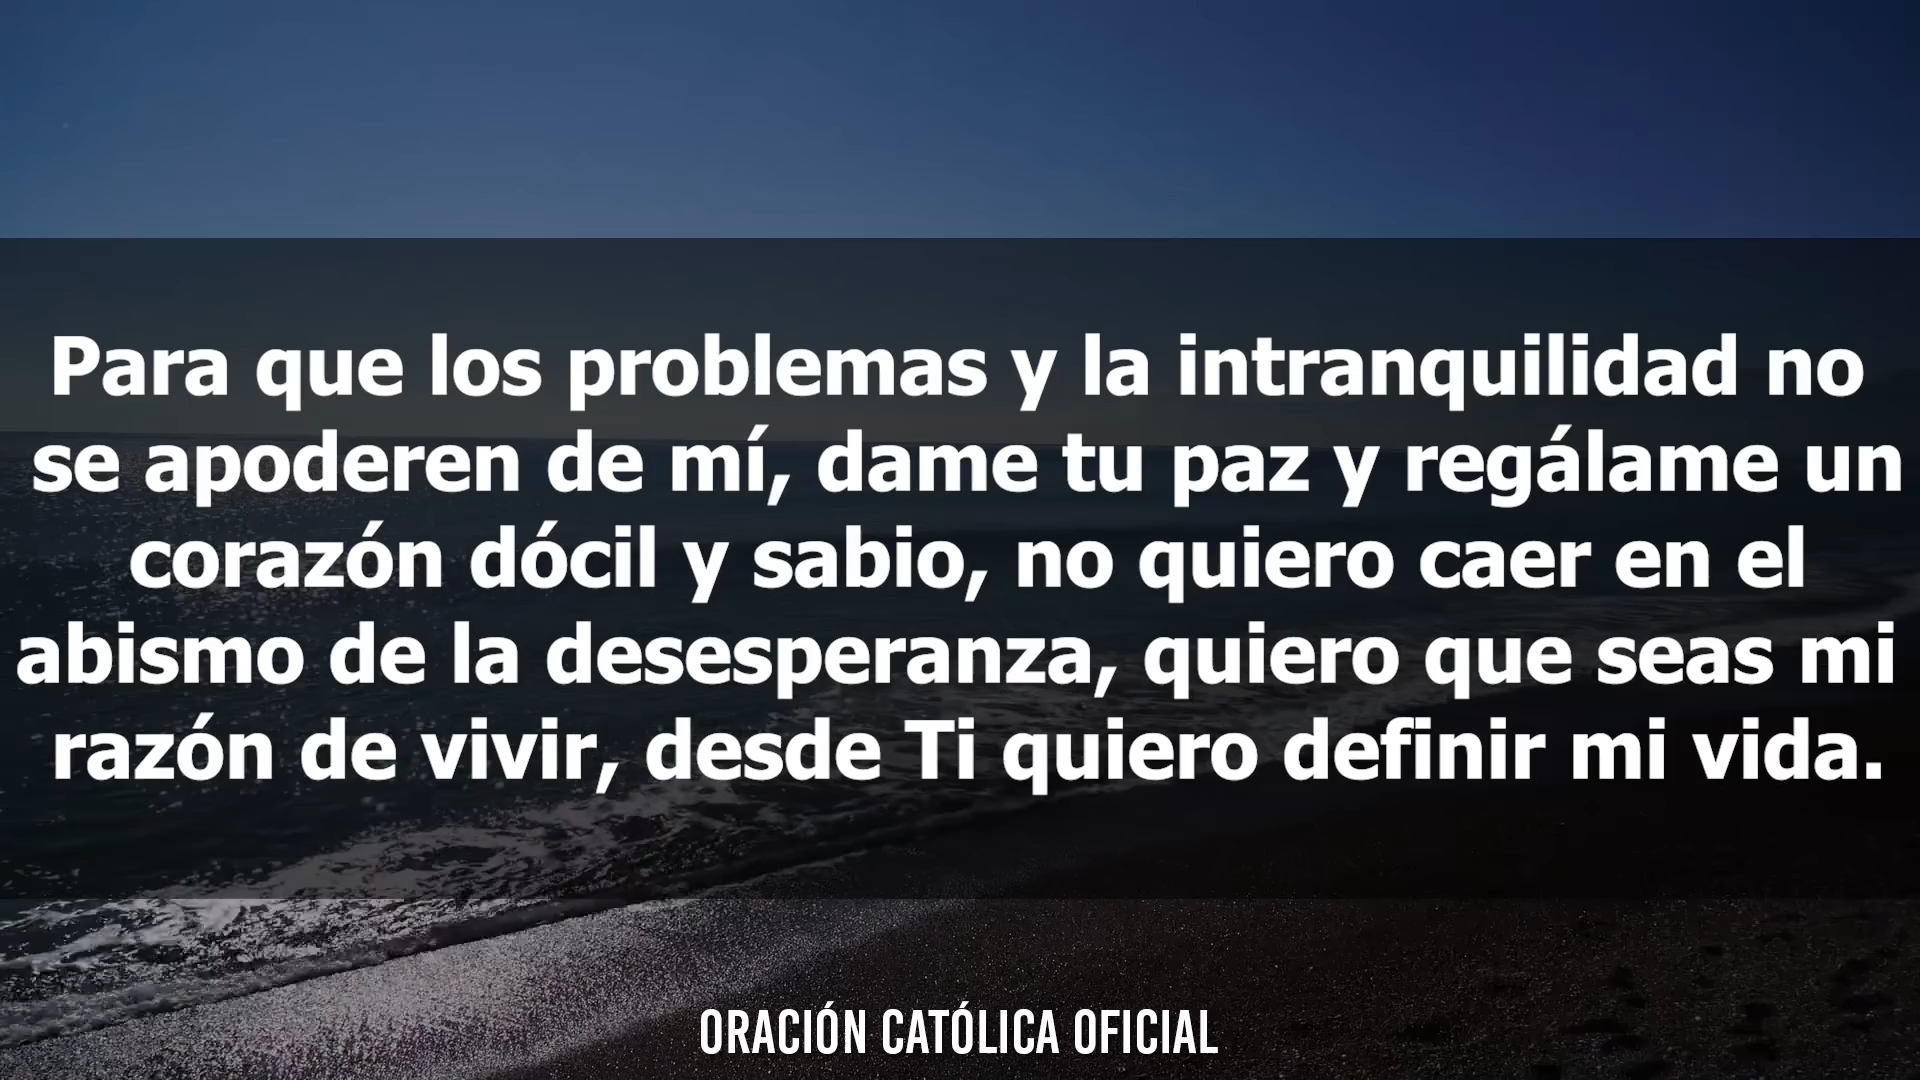 Para que los problemas y la intranquilidad no
se apoderen de mí, dame tu paz y regálame un
corazón dócil y sabio, no quiero caer en el
abismo de la desesperanza, quiero que seas mi
razón de vivir, desde Ti quiero definir mi vida.
ORACIÓN CATÓLICA OFICIAL